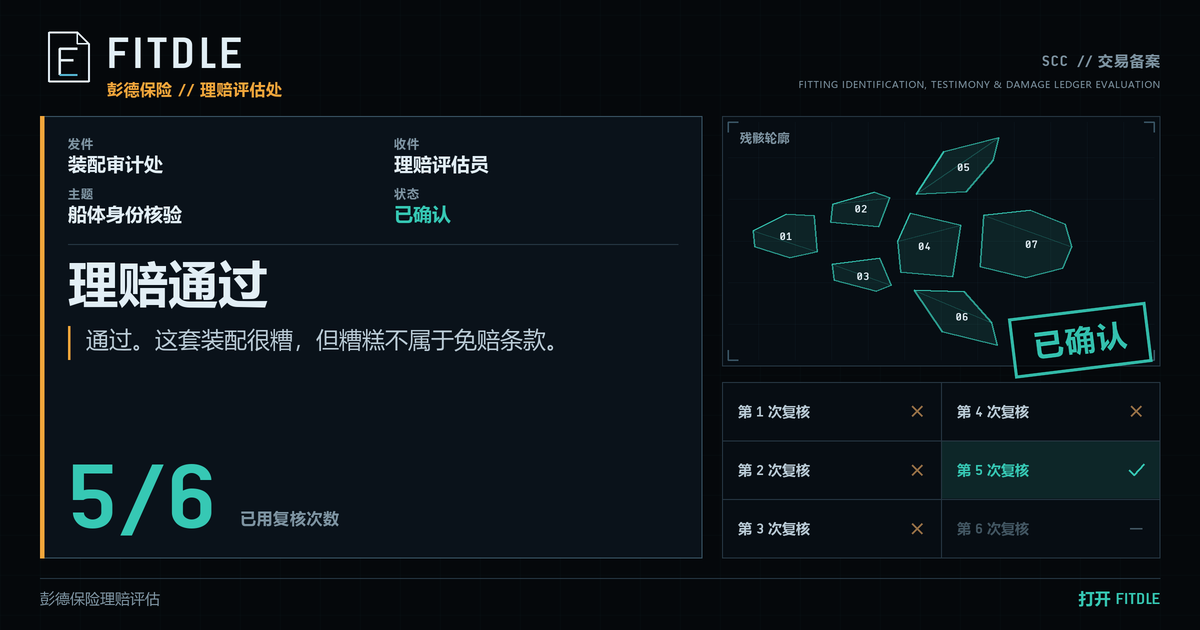 FITDLE
彭德保险 // 理赔评估处
SCC // 交易备案
FITTING IDENTIFICATION, TESTIMONY & DAMAGE LEDGER EVALUATION
发件
装配审计处
收件
理赔评估员
主题
船体身份核验
状态
已确认
理赔通过
通过。这套装配很糟，但糟糕不属于免赔条款。
5/6
已用复核次数
残骸轮廓
01
02
03
04
05
06
07
已确认
第 1 次复核
第 2 次复核
第 3 次复核
第 4 次复核
第 5 次复核
第 6 次复核
彭德保险理赔评估
打开 FITDLE